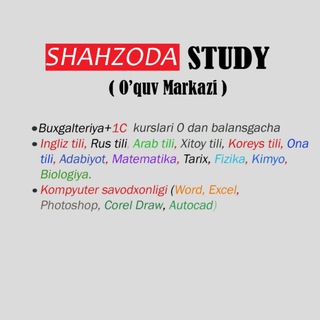 SHAHZODA STUDY
( O'quv Markazi )
• Buxgalteriya+1C kurslari 0 dan balansgacha
• Ingliz tili, Rus tili, Arab tili, Xitoy tili, Koreys tili, Ona
tili, Adabiyot, Matematika, Tarix, Fizika, Kimyo,
Biologiya.
• Kompyuter savodxonligi (Word, Excel,
Photoshop, Corel Draw, Autocad)